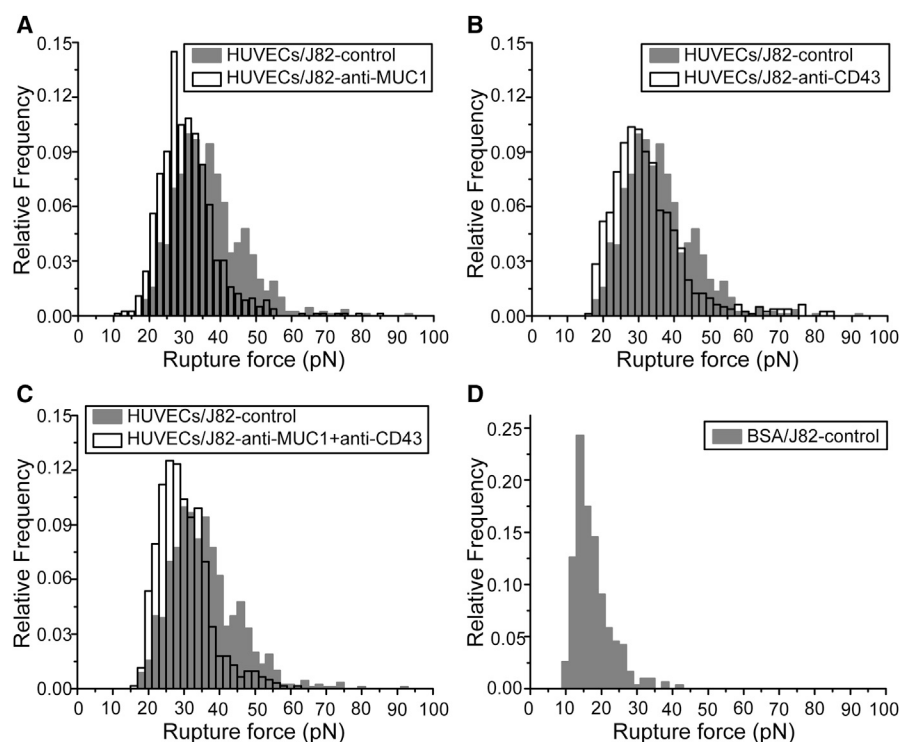 A
HUVECs/J82-control
HUVECs/J82-anti-MUC1
Relative Frequency
0.15
0.12
0.09
0.06
0.03
0.00
0 10 20 30 40 50 60 70 80 90 100
Rupture force (pN)
B
HUVECs/J82-control
HUVECs/J82-anti-CD43
Relative Frequency
0.15
0.12
0.09
0.06
0.03
0.00
0 10 20 30 40 50 60 70 80 90 100
Rupture force (pN)
C
HUVECs/J82-control
HUVECs/J82-anti-MUC1+anti-CD43
Relative Frequency
0.15
0.12
0.09
0.06
0.03
0.00
0 10 20 30 40 50 60 70 80 90 100
Rupture force (pN)
D
BSA/J82-control
Relative Frequency
0.25
0.20
0.15
0.10
0.05
0.00
0 10 20 30 40 50 60 70 80 90 100
Rupture force (pN)